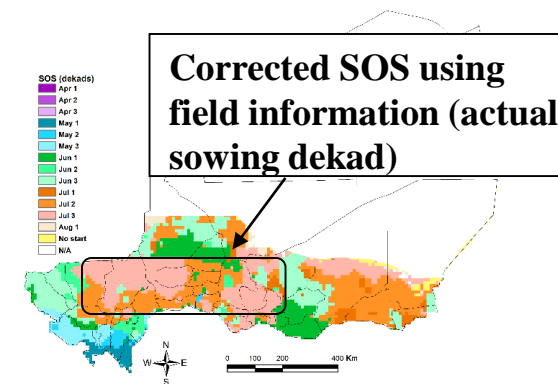 Corrected SOS using
field information (actual
sowing dekad)
SOS (dekads)
Apr 1
Apr 2
Apr 3
May 1
May 2
May 3
Jun 1
Jun 2
Jun 3
Jul 1
Jul 2
Jul 3
Aug 1
No start
N/A
N
W E
S
0 100 200 400 Km